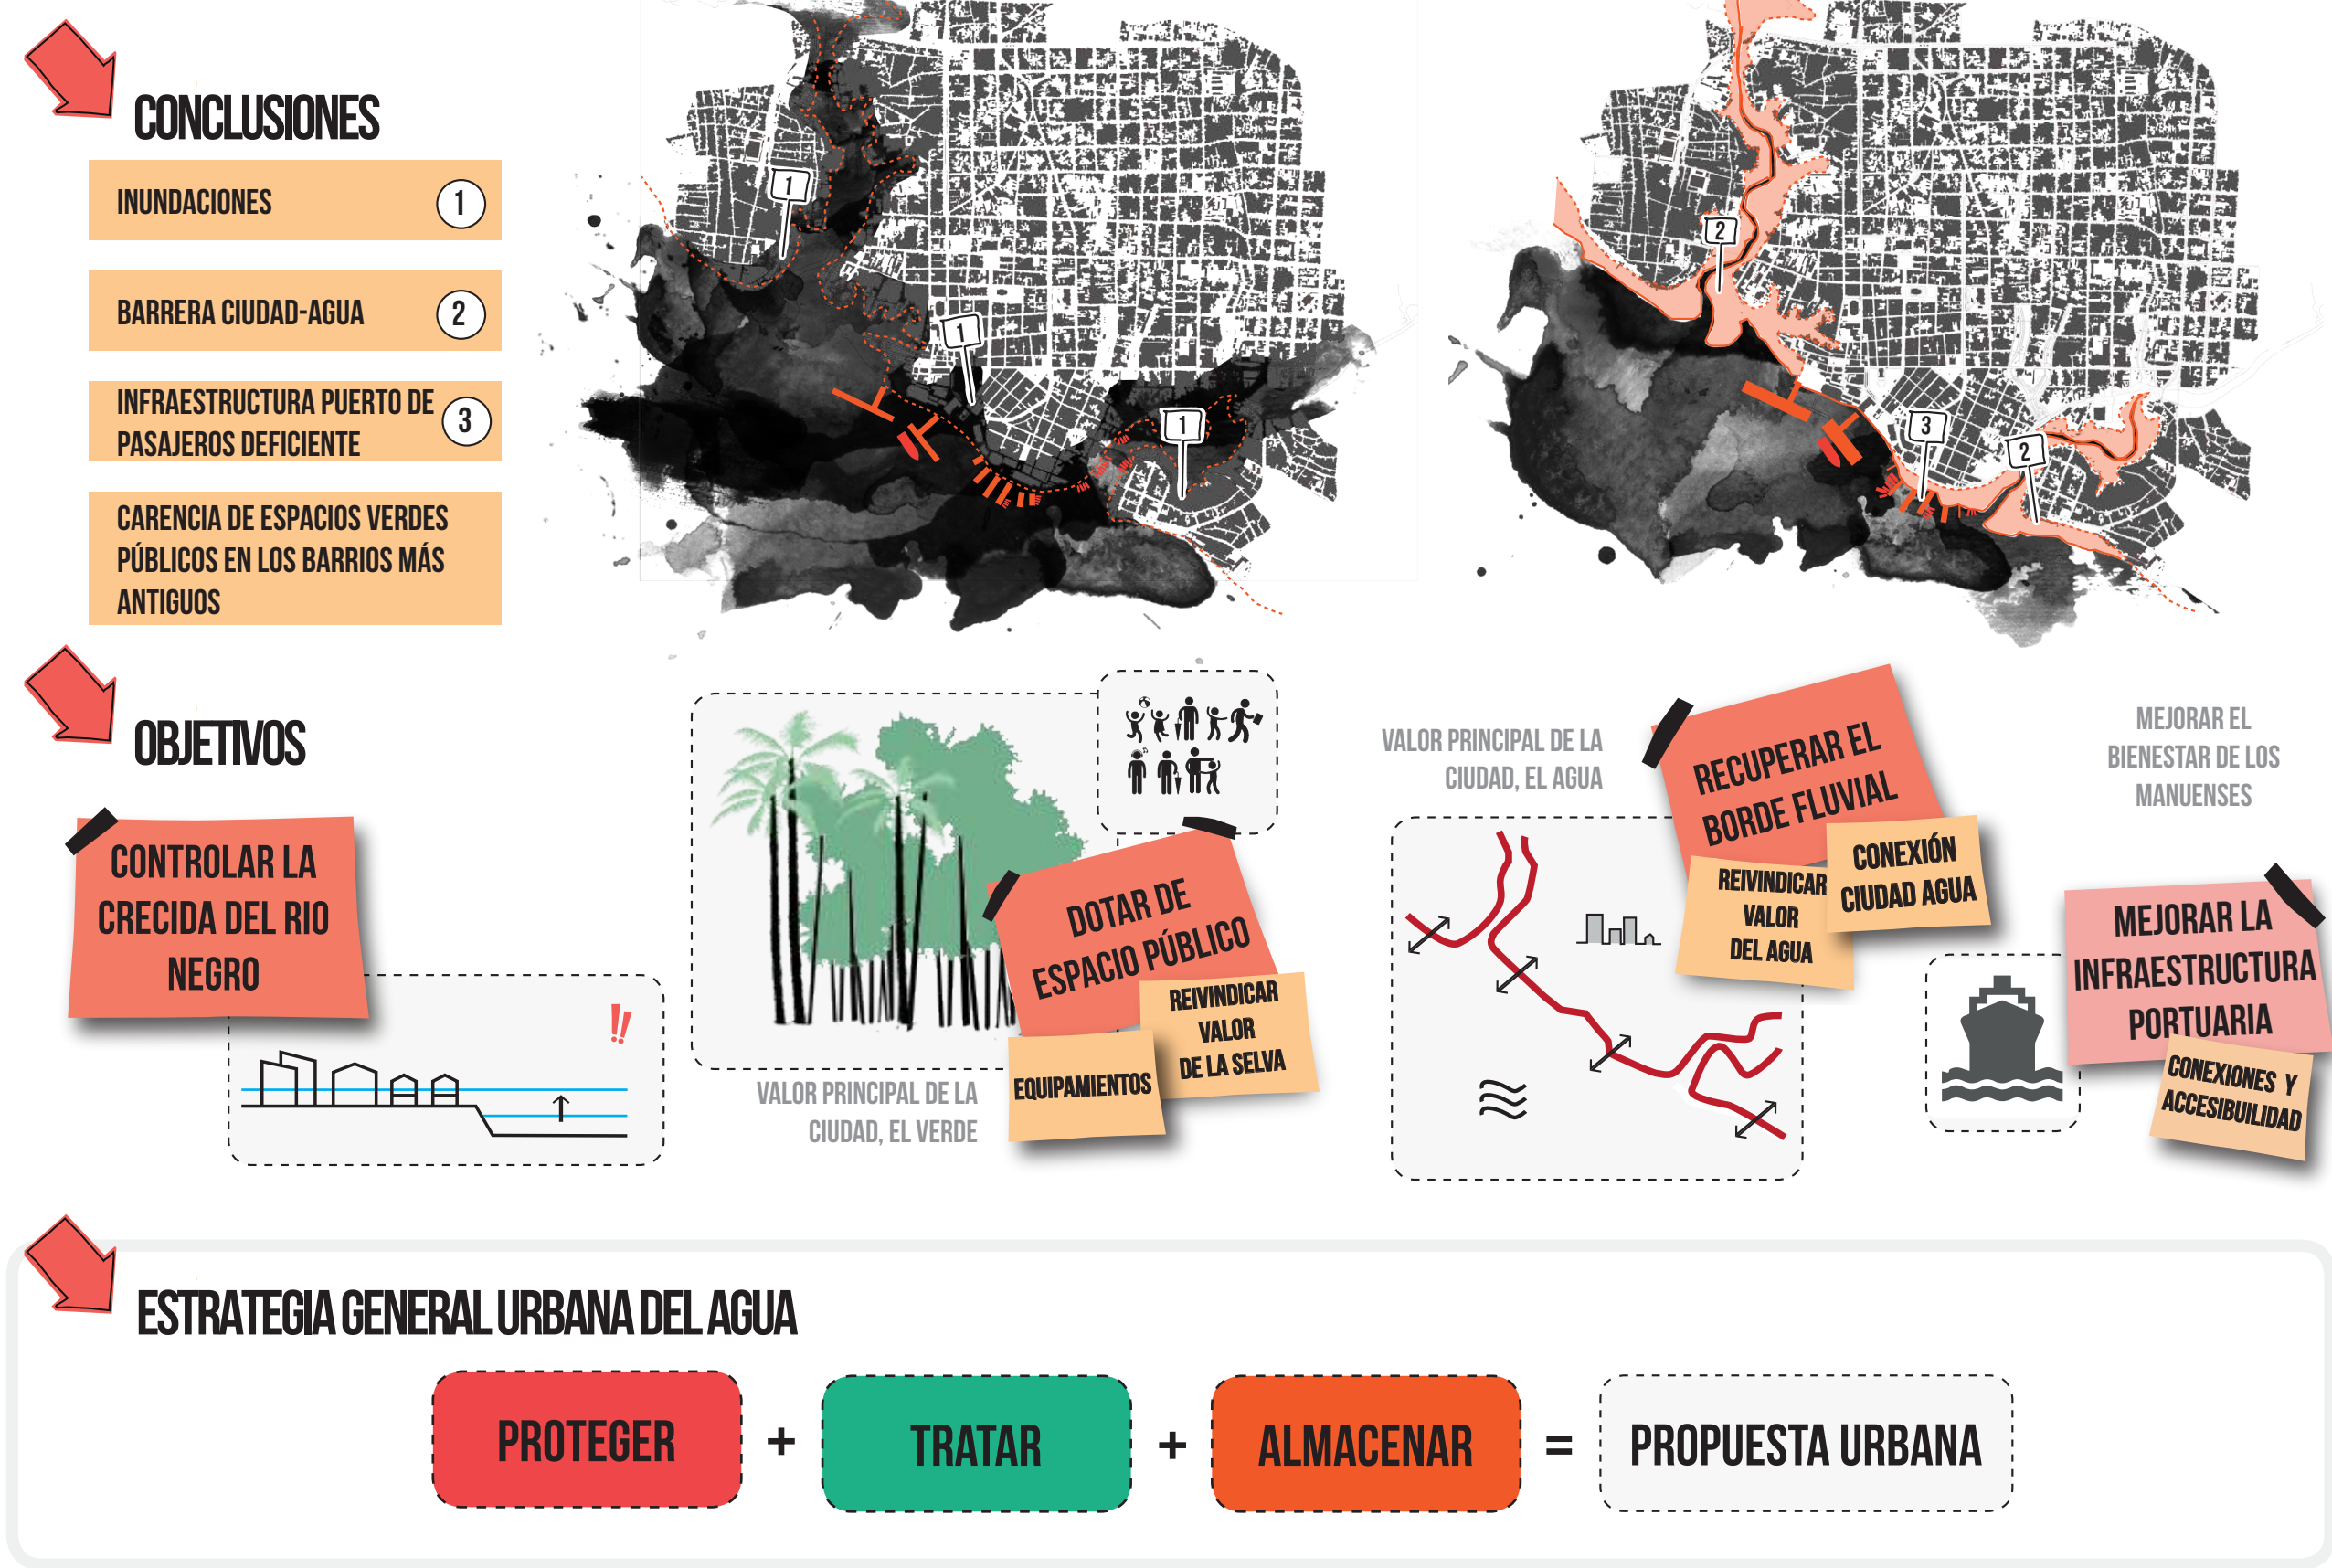 CONCLUSIONES
INUNDACIONES
1
BARRERA CIUDAD-AGUA
2
INFRAESTRUCTURA PUERTO DE
PASAJEROS DEFICIENTE
3
CARENCIA DE ESPACIOS VERDES
PÚBLICOS EN LOS BARRIOS MÁS
ANTIGUOS
1
1
1
2
3
2
OBJETIVOS
CONTROLAR LA
CRECIDA DEL RIO
NEGRO
!!
DOTAR DE
ESPACIO PÚBLICO
REIVINDICAR
VALOR
DE LA SELVA
EQUIPAMIENTOS
VALOR PRINCIPAL DE LA
CIUDAD, EL VERDE
VALOR PRINCIPAL DE LA
CIUDAD, EL AGUA
RECUPERAR EL
BORDE FLUVIAL
REIVINDICAR
VALOR
DEL AGUA
CONEXIÓN
CIUDAD AGUA
MEJORAR EL
BIENESTAR DE LOS
MANUENSES
MEJORAR LA
INFRAESTRUCTURA
PORTUARIA
CONEXIONES Y
ACCESIBUILIDAD
ESTRATEGIA GENERAL URBANA DEL AGUA
PROTEGER + TRATAR + ALMACENAR = PROPUESTA URBANA